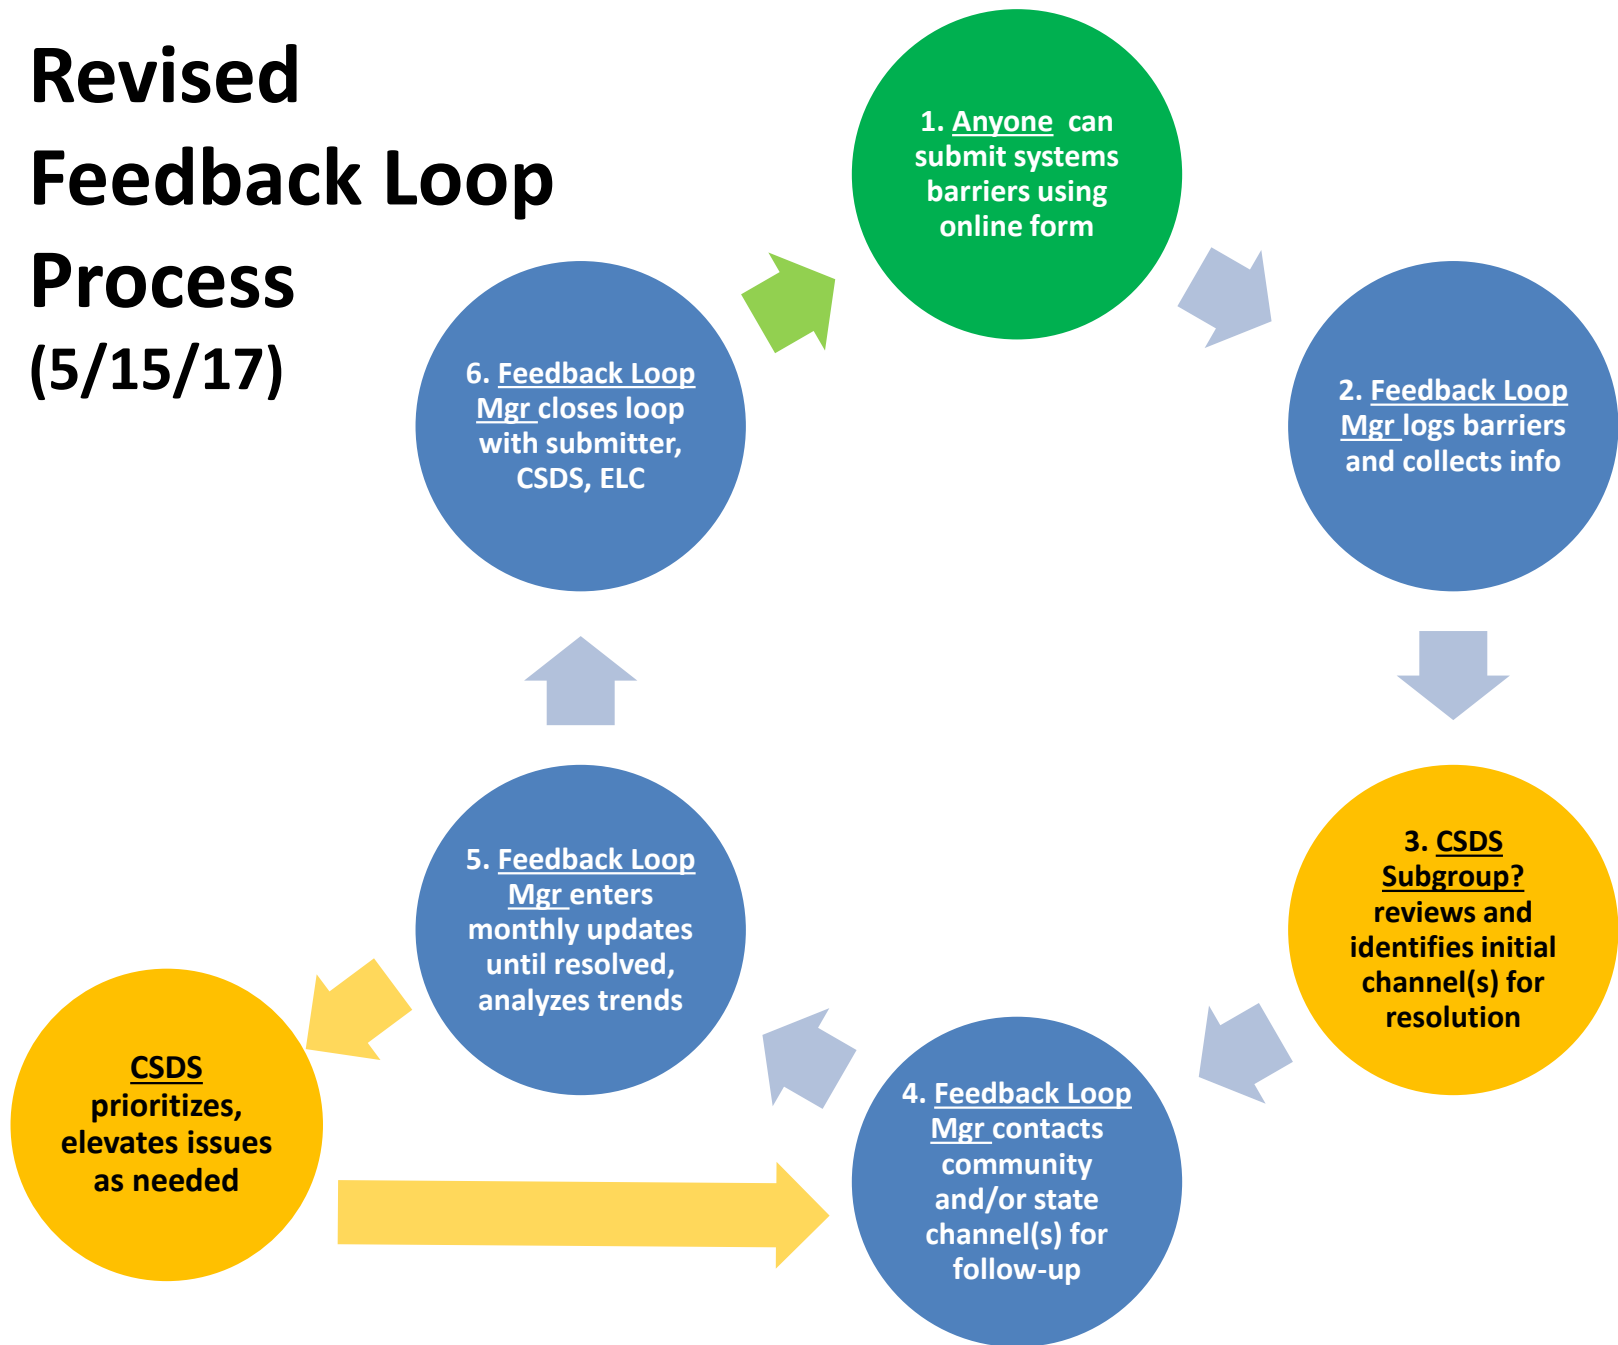 Revised
Feedback Loop
Process
(5/15/17)
1. Anyone can
submit systems
barriers using
online form
2. Feedback Loop
Mgr logs barriers
and collects info
3. CSDS
Subgroup?
reviews and
identifies initial
channel(s) for
resolution
4. Feedback Loop
Mgr contacts
community
and/or state
channel(s) for
follow-up
5. Feedback Loop
Mgr enters
monthly updates
until resolved,
analyzes trends
CSDS
prioritizes,
elevates issues
as needed
6. Feedback Loop
Mgr closes loop
with submitter,
CSDS, ELC